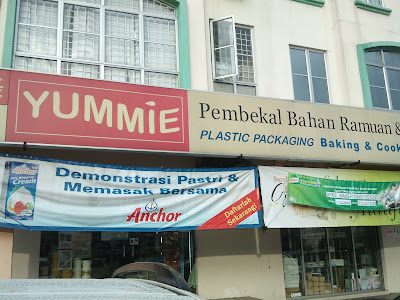 YUMMiE
Pembekal Bahan Ramuan &
PLASTIC PACKAGING Baking & Cook
Cream
Demonstrasi Pastri &
Memasak Bersama
Anchor
Daftarlah
Sekarang!